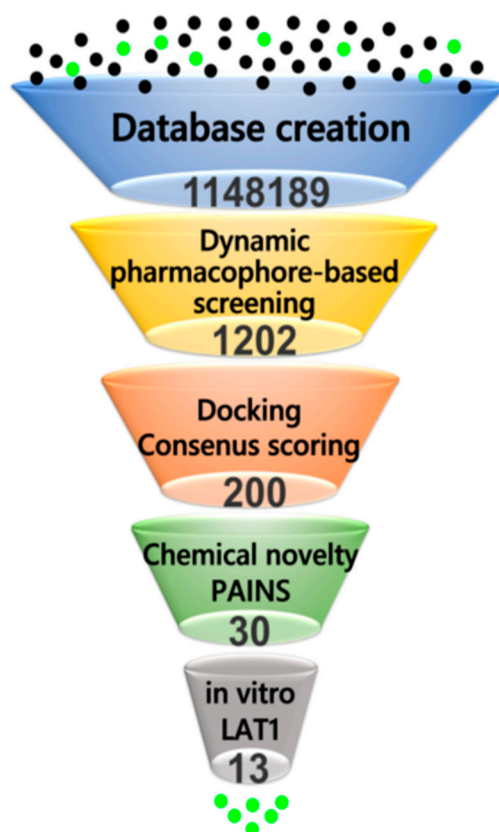 Database creation
1148189
Dynamic
pharmacophore-based
screening
1202
Docking
Consenus scoring
200
Chemical novelty
PAINS
30
in vitro
LAT1
13